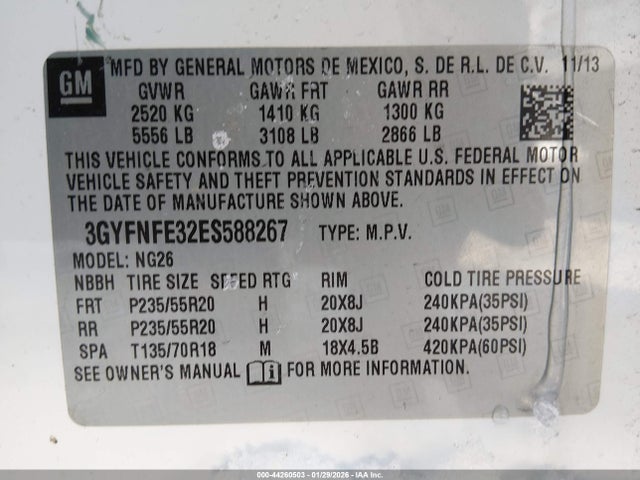 GM
MFD BY GENERAL MOTORS DE MEXICO, S. DE R.L. DE C.V. 11/13
GVWR GAWR FRT GAWR RR
2520 KG 1410 KG 1300 KG
5556 LB 3108 LB 2866 LB
THIS VEHICLE CONFORMS TO ALL APPLICABLE U.S. FEDERAL MOTOR
VEHICLE SAFETY AND THEFT PREVENTION STANDARDS IN EFFECT ON
THE DATE OF MANUFACTURE SHOWN ABOVE.
3GYFNFE32ES588267 TYPE: M.P.V.
MODEL: NG26
NBBH TIRE SIZE SPEED RTG RIM COLD TIRE PRESSURE
FRT P235/55R20 H 20X8J 240KPA(35PSI)
RR P235/55R20 H 20X8J 240KPA(35PSI)
SPA T135/70R18 M 18X4.5B 420KPA(60PSI)
SEE OWNER'S MANUAL FOR MORE INFORMATION.
000-44260503 - 01/29/2026 - IAA Inc.